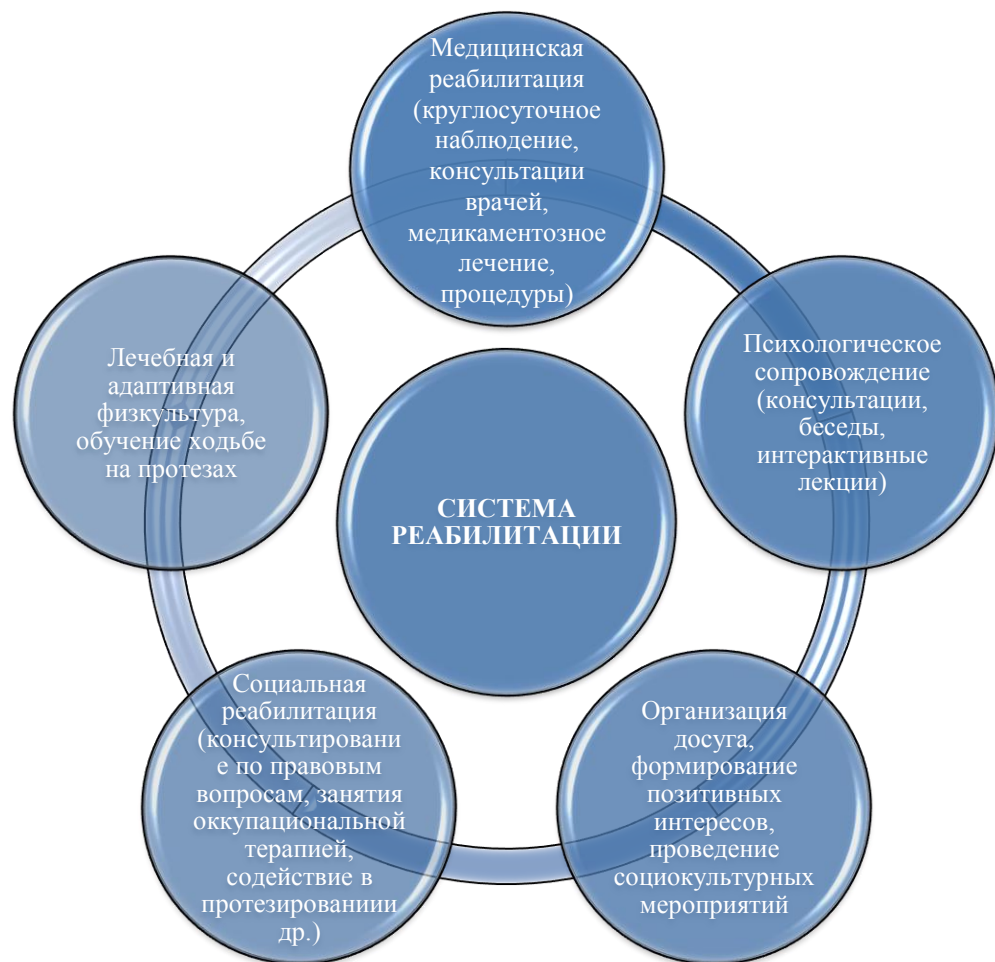 Медицинская
реабилитация
(круглосуточное
наблюдение,
консультации
врачей,
медикаментозное
лечение,
процедуры)
Психологическое
сопровождение
(консультации,
беседы,
интерактивные
лекции)
Организация
досуга,
формирование
позитивных
интересов,
проведение
социокультурных
мероприятий
Социальная
реабилитация
(консультировани
е по правовым
вопросам, занятия
оккупациональной
терапией,
содействие в
протезированиии
др.)
Лечебная и
адаптивная
физкультура,
обучение ходьбе
на протезах
СИСТЕМА
РЕАБИЛИТАЦИИ